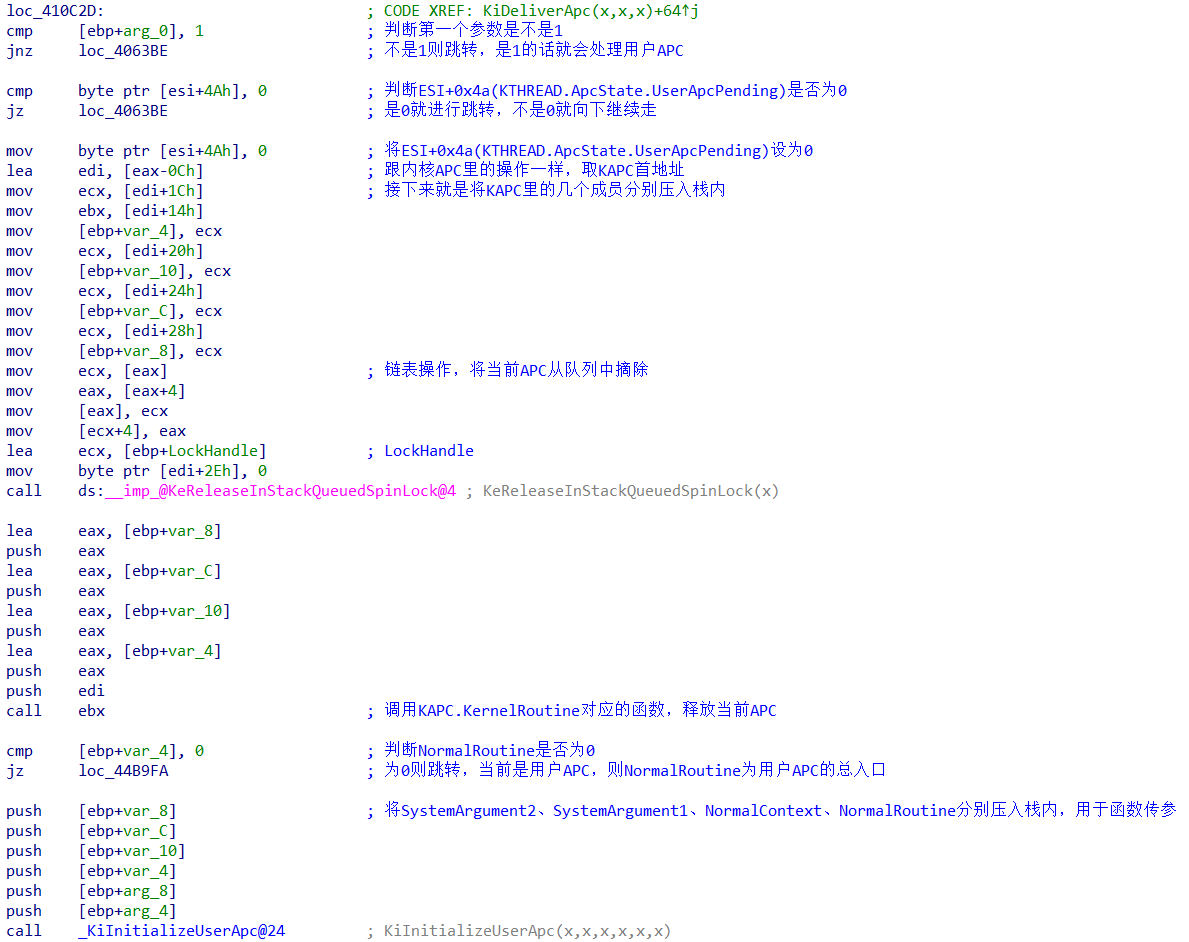 loc_410C2D: ; CODE XREF: KiDeliverApc(x,x,x)+64↑j
cmp [ebp+arg_0], 1 ; 判断第一个参数是不是1
jnz loc_4063BE ; 不是1则跳转，是1的话就会处理用户APC
cmp byte ptr [esi+4Ah], 0 ; 判断ESI+0x4a(KTHREAD.ApcState.UserApcPending)是否为0
jz loc_4063BE ; 是0就进行跳转，不是0就向下继续走
mov byte ptr [esi+4Ah], 0 ; 将ESI+0x4a(KTHREAD.ApcState.UserApcPending)设为0
lea edi, [eax-0Ch] ; 跟内核APC里的操作一样，取KAPC首地址
mov ecx, [edi+1Ch] ; 接下来就是将KAPC里的几个成员分别压入栈内
mov ebx, [edi+14h]
mov [ebp+var_4], ecx
mov ecx, [edi+20h]
mov [ebp+var_10], ecx
mov ecx, [edi+24h]
mov [ebp+var_C], ecx
mov ecx, [edi+28h]
mov [ebp+var_8], ecx
mov ecx, [eax] ; 链表操作，将当前APC从队列中摘除
mov eax, [eax+4]
mov [eax], ecx
mov [ecx+4], eax
lea ecx, [ebp+LockHandle] ; LockHandle
mov byte ptr [edi+2Eh], 0
call ds:__imp_@KeReleaseInStackQueuedSpinLock@4 ; KeReleaseInStackQueuedSpinLock(x)
lea eax, [ebp+var_8]
push eax
lea eax, [ebp+var_C]
push eax
lea eax, [ebp+var_10]
push eax
lea eax, [ebp+var_4]
push eax
push edi
call ebx ; 调用KAPC.KernelRoutine对应的函数，释放当前APC
cmp [ebp+var_4], 0 ; 判断NormalRoutine是否为0
jz loc_44B9FA ; 为0则跳转，当前是用户APC，则NormalRoutine为用户APC的总入口
push [ebp+var_8] ; 将SystemArgument2、SystemArgument1、NormalContext、NormalRoutine分别压入栈内，用于函数传参
push [ebp+var_C]
push [ebp+var_10]
push [ebp+var_4]
push [ebp+arg_8]
push [ebp+arg_4]
call _KiInitializeUserApc@24 ; KiInitializeUserApc(x,x,x,x,x,x)